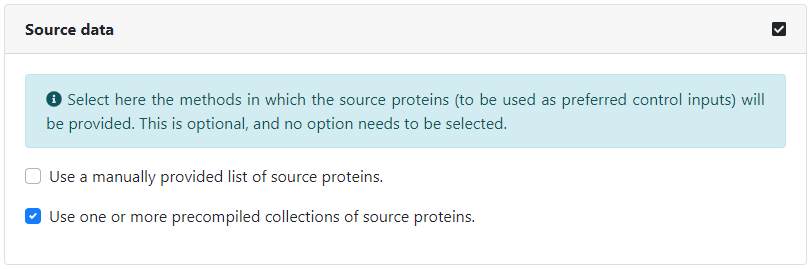 Source data
Select here the methods in which the source proteins (to be used as preferred control inputs) will
be provided. This is optional, and no option needs to be selected.
Use a manually provided list of source proteins.
Use one or more precompiled collections of source proteins.